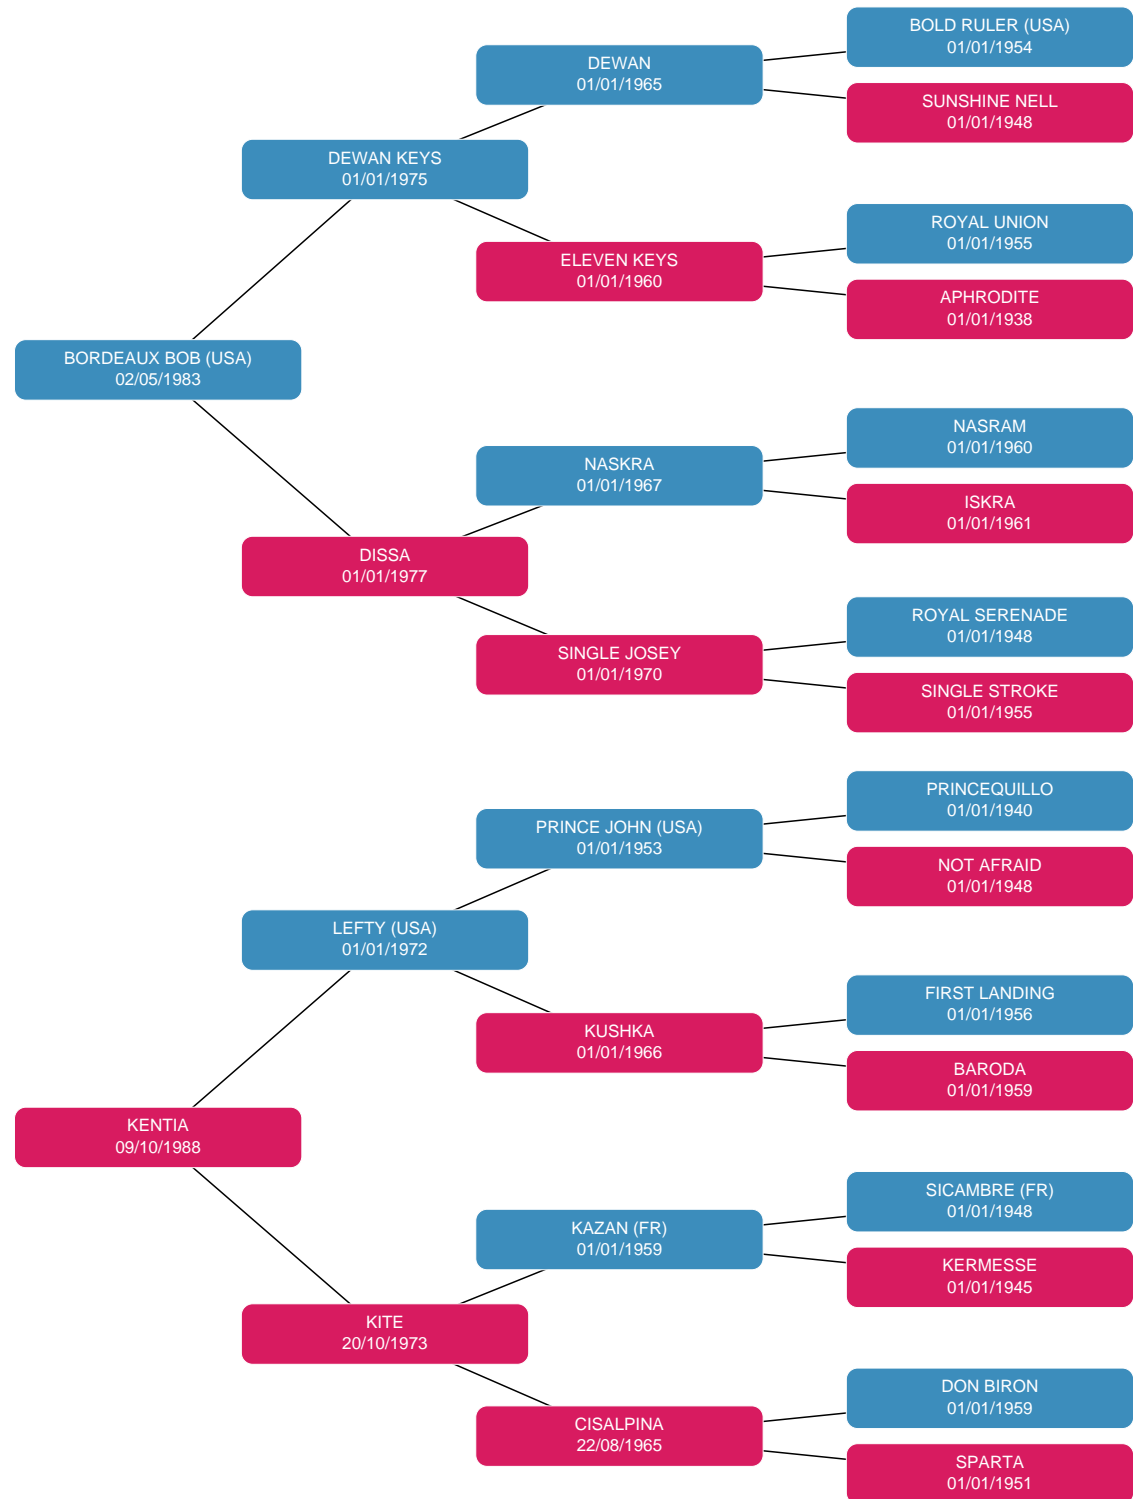 BOLD RULER (USA)
01/01/1954
DEWAN
01/01/1965
SUNSHINE NELL
01/01/1948
DEWAN KEYS
01/01/1975
ROYAL UNION
01/01/1955
ELEVEN KEYS
01/01/1960
APHRODITE
01/01/1938
BORDEAUX BOB (USA)
02/05/1983
NASRAM
01/01/1960
NASKRA
01/01/1967
ISKRA
01/01/1961
DISSA
01/01/1977
ROYAL SERENADE
01/01/1948
SINGLE JOSEY
01/01/1970
SINGLE STROKE
01/01/1955
PRINCEQUILLO
01/01/1940
PRINCE JOHN (USA)
01/01/1953
NOT AFRAID
01/01/1948
LEFTY (USA)
01/01/1972
FIRST LANDING
01/01/1956
KUSHKA
01/01/1966
BARODA
01/01/1959
KENTIA
09/10/1988
SICAMBRE (FR)
01/01/1948
KAZAN (FR)
01/01/1959
KERMESSE
01/01/1945
KITE
20/10/1973
DON BIRON
01/01/1959
CISALPINA
22/08/1965
SPARTA
01/01/1951